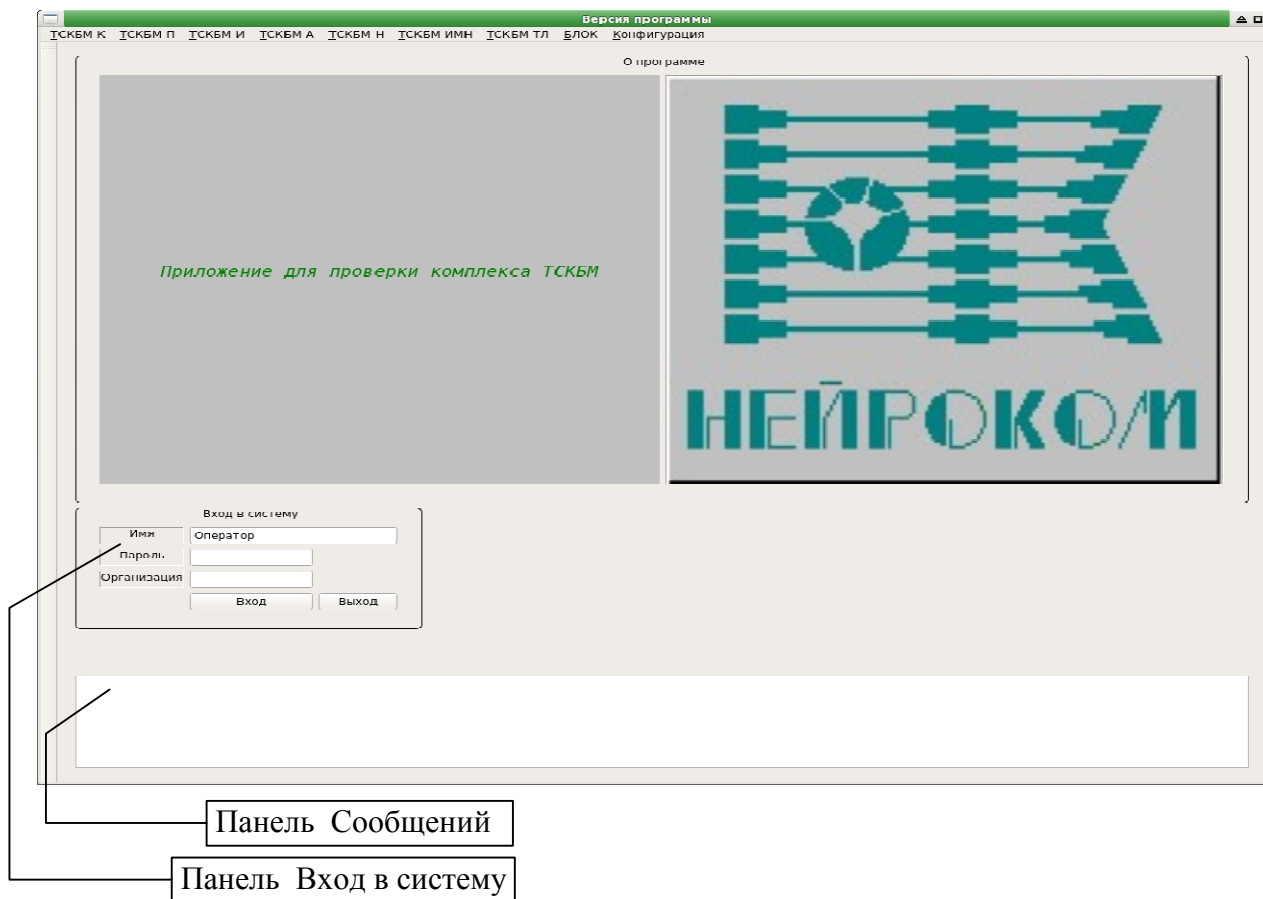 Версия программы
ТСКБМ К ТСКБМ П ТСКБМ И ТСКБМ А ТСКБМ Н ТСКБМ ИМН ТСКБМ ТЛ БЛОК Конфигурация
О программе
Приложение для проверки комплекса ТСКБМ
НЕЙРОКОМ
Вход в систему
Имя Оператор
Пароль
Организация
Вход Выход
Панель Сообщений
Панель Вход в систему